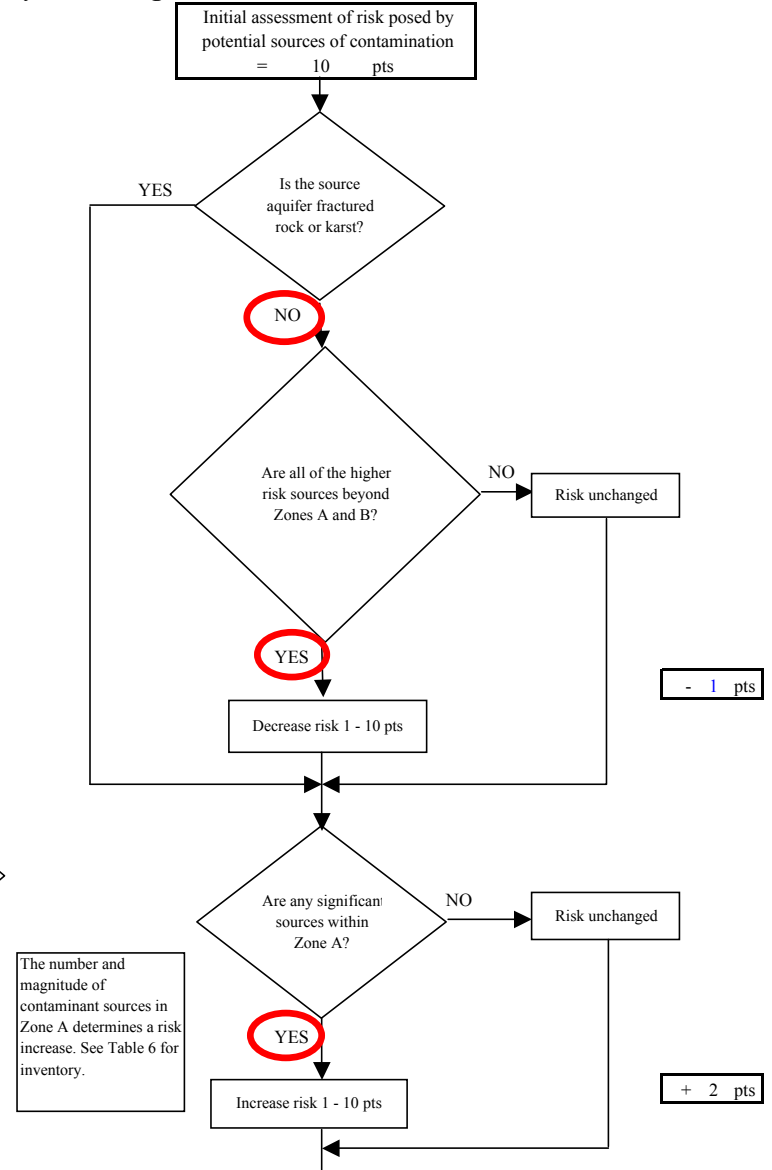 Initial assessment of risk posed by
potential sources of contamination
= 10 pts
Is the source
aquifer fractured
rock or karst?
YES
NO
Are all of the higher
risk sources beyond
Zones A and B?
NO
Risk unchanged
YES
- 1 pts
Decrease risk 1 - 10 pts
Are any significant
sources within
Zone A?
NO
Risk unchanged
The number and
magnitude of
contaminant sources in
Zone A determines a risk
increase. See Table 6 for
inventory.
YES
+ 2 pts
Increase risk 1 - 10 pts